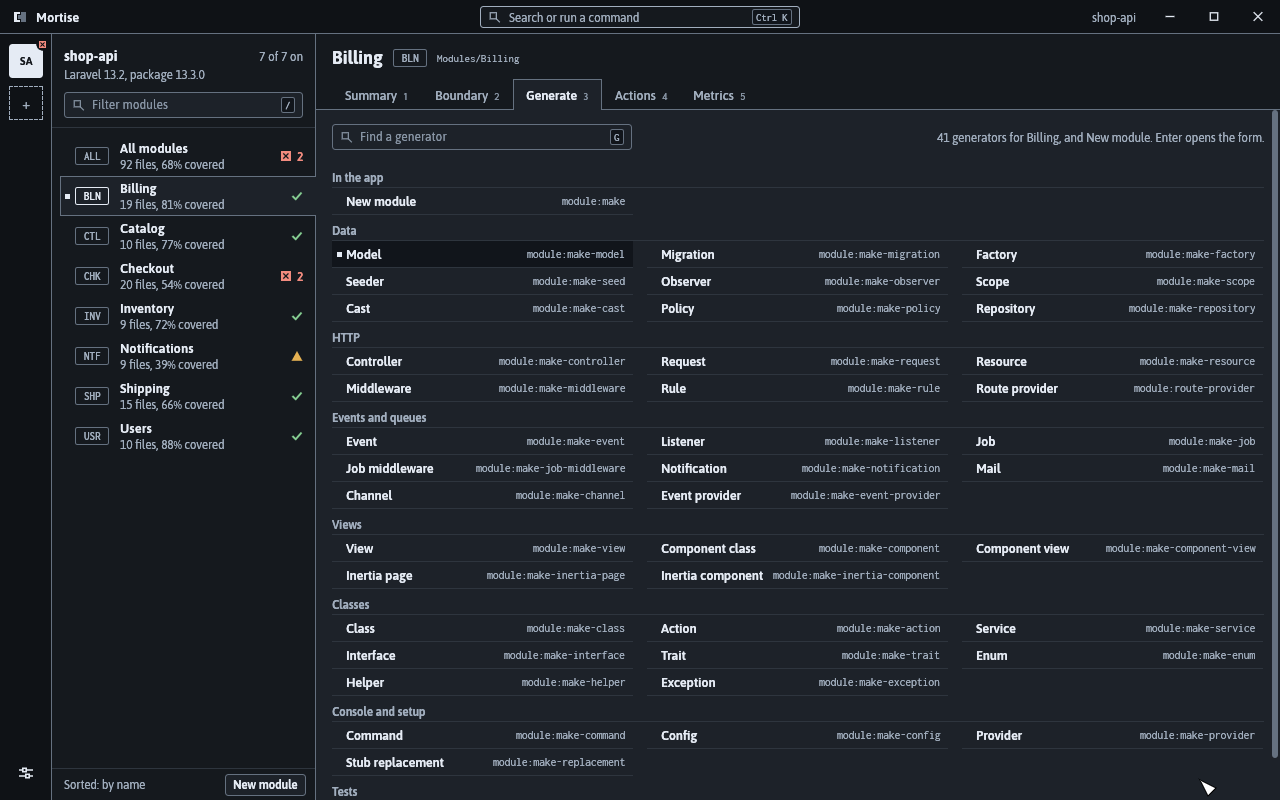 Mortise
Search or run a command Ctrl K
shop-api
SA
+
shop-api 7 of 7 on
Laravel 13.2, package 13.3.0
Filter modules /
ALL All modules 2
92 files, 68% covered
BLN Billing
19 files, 81% covered
CTL Catalog
10 files, 77% covered
CHK Checkout 2
20 files, 54% covered
INV Inventory
9 files, 72% covered
NTF Notifications
9 files, 39% covered
SHP Shipping
15 files, 66% covered
USR Users
10 files, 88% covered
Sorted: by name New module
Billing BLN Modules/Billing
Summary 1 Boundary 2 Generate 3 Actions 4 Metrics 5
Find a generator G
41 generators for Billing, and New module. Enter opens the form.
In the app
New module module:make
Data
Model module:make-model Migration module:make-migration Factory module:make-factory
Seeder module:make-seed Observer module:make-observer Scope module:make-scope
Cast module:make-cast Policy module:make-policy Repository module:make-repository
HTTP
Controller module:make-controller Request module:make-request Resource module:make-resource
Middleware module:make-middleware Rule module:make-rule Route provider module:route-provider
Events and queues
Event module:make-event Listener module:make-listener Job module:make-job
Job middleware module:make-job-middleware Notification module:make-notification Mail module:make-mail
Channel module:make-channel Event provider module:make-event-provider
Views
View module:make-view Component class module:make-component Component view module:make-component-view
Inertia page module:make-inertia-page Inertia component module:make-inertia-component
Classes
Class module:make-class Action module:make-action Service module:make-service
Interface module:make-interface Trait module:make-trait Enum module:make-enum
Helper module:make-helper Exception module:make-exception
Console and setup
Command module:make-command Config module:make-config Provider module:make-provider
Stub replacement module:make-replacement
Tests